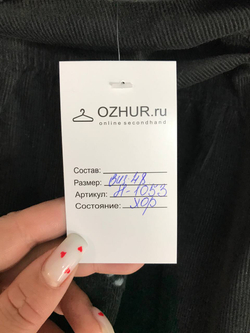 OZHUR.ru
online secondhand
Состав:
Размер: 48
Артикул: Н-1053
Состояние: хор